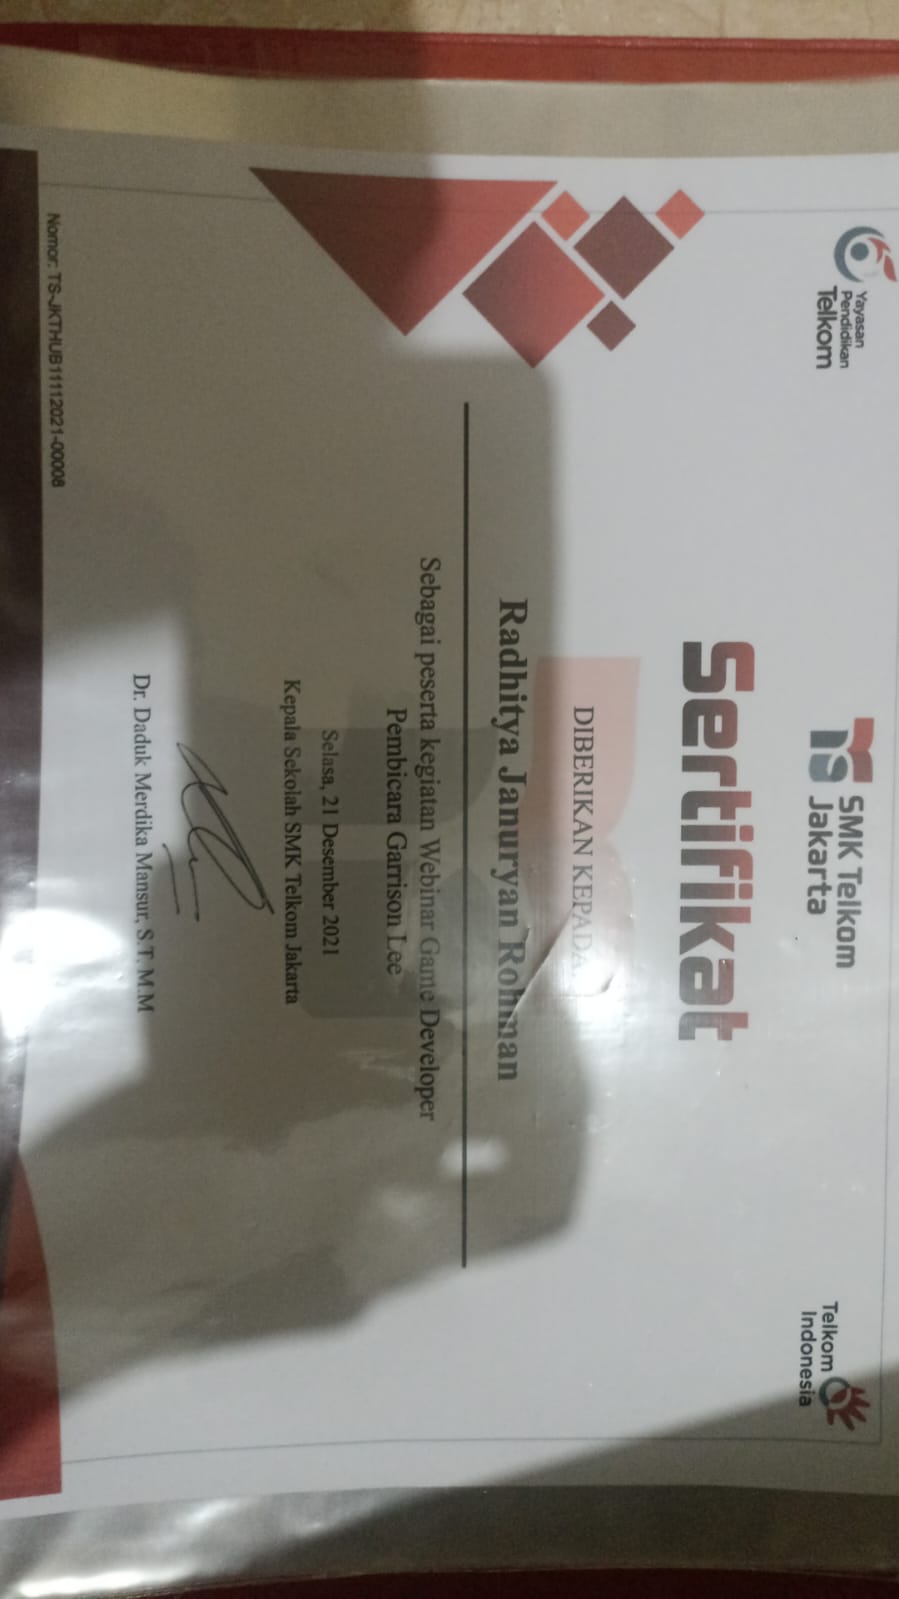 Yayasan
Pendidikan
Telkom
SMK Telkom
Jakarta
Telkom
Indonesia
Sertifikat
DIBERIKAN KEPADA:
Radhitya Januryan Rohman
Sebagai peserta kegiatan Webinar Game Developer
Pembicara Garrison Lee
Selasa, 21 Desember 2021
Kepala Sekolah SMK Telkom Jakarta
Dr. Daduk Merdika Mansur, S.T. M.M
Nomor: TS-JKTHUB11112021-00008